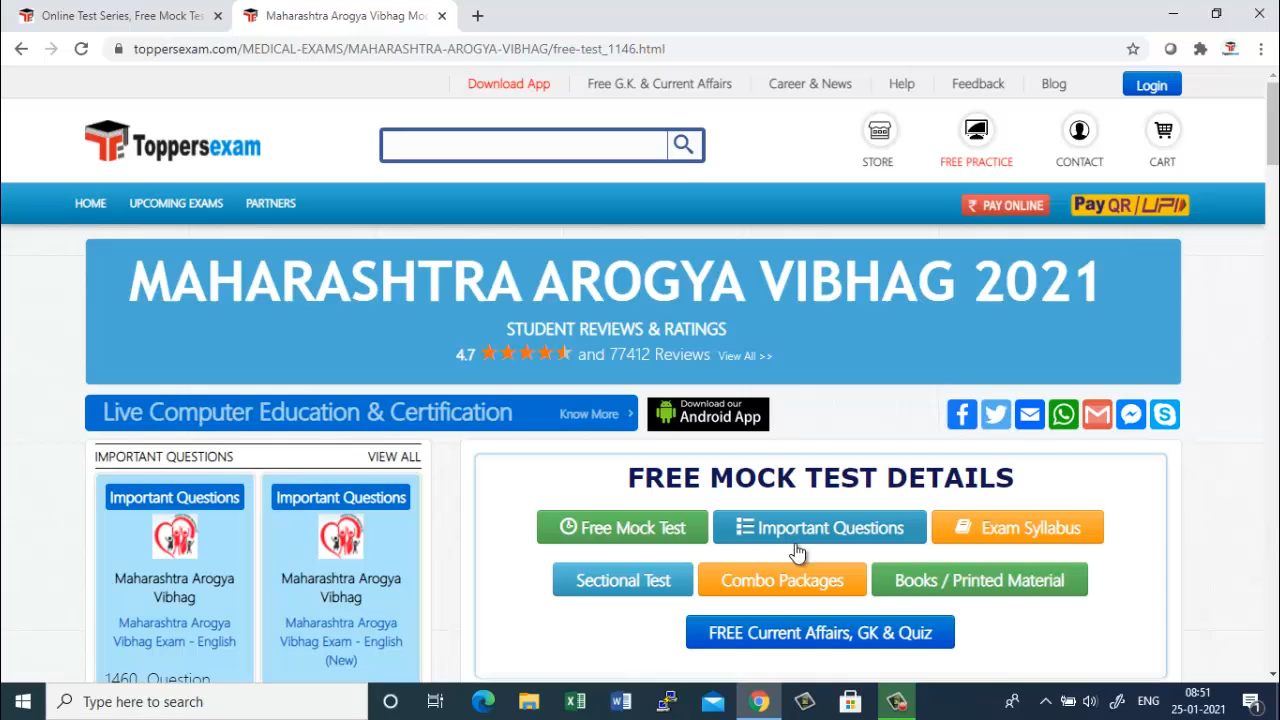 Online Test Series, Free Mock Tes
Maharashtra Arogya Vibhag Moc
toppersexam.com/MEDICAL-EXAMS/MAHARASHTRA-AROGYA-VIBHAG/free-test_1146.html
Download App
Free G.K. & Current Affairs
Career & News
Help
Feedback
Blog
Login
Toppersexam
STORE
FREE PRACTICE
CONTACT
CART
HOME
UPCOMING EXAMS
PARTNERS
₹ PAY ONLINE
Pay QR/UPI
MAHARASHTRA AROGYA VIBHAG 2021
STUDENT REVIEWS & RATINGS
4.7 and 77412 Reviews View All >>
Live Computer Education & Certification Know More
Download our
Android App
IMPORTANT QUESTIONS VIEW ALL
Important Questions
Maharashtra Arogya
Vibhag
Maharashtra Arogya
Vibhag Exam - English
1460 Question
Important Questions
Maharashtra Arogya
Vibhag
Maharashtra Arogya
Vibhag Exam - English
(New)
FREE MOCK TEST DETAILS
Free Mock Test
Important Questions
Exam Syllabus
Sectional Test
Combo Packages
Books / Printed Material
FREE Current Affairs, GK & Quiz
Type here to search
ENG
08:51
25-01-2021
1